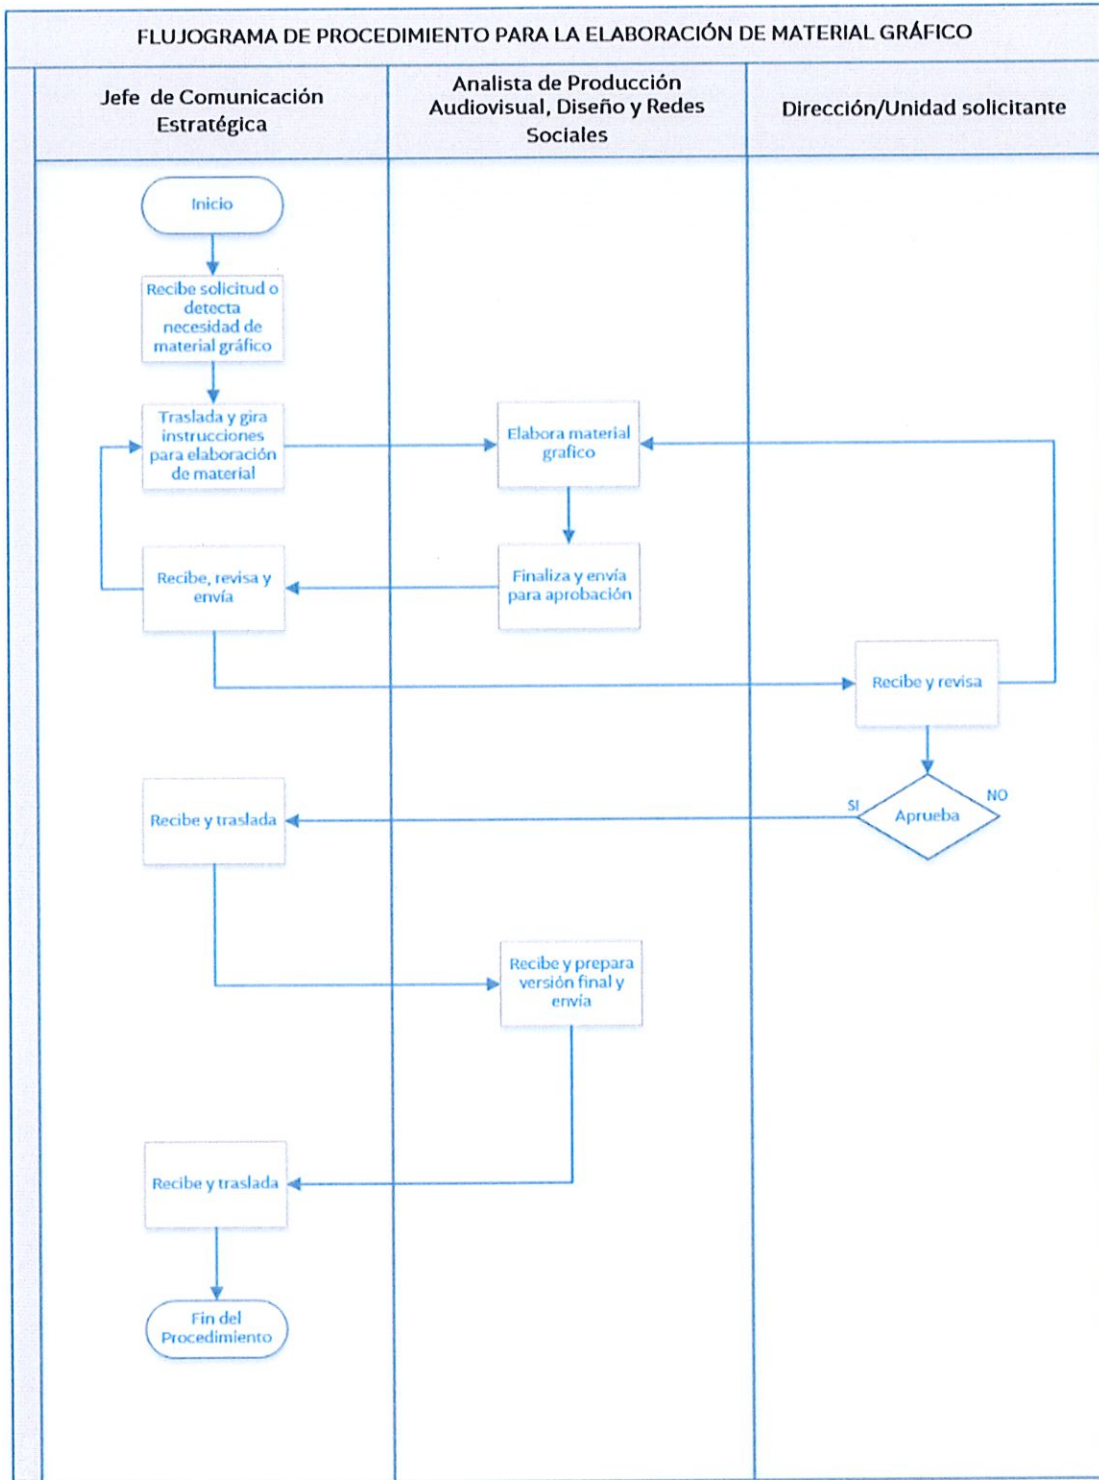 FLUJOGRAMA DE PROCEDIMIENTO PARA LA ELABORACIÓN DE MATERIAL GRÁFICO
Jefe de Comunicación
Estratégica
Analista de Producción
Audiovisual, Diseño y Redes
Sociales
Dirección/Unidad solicitante
Inicio
Recibe solicitud o
detecta
necesidad de
material gráfico
Traslada y gira
instrucciones
para elaboración
de material
Elabora material
grafico
Recibe, revisa y
envía
Finaliza y envía
para aprobación
Recibe y revisa
Recibe y traslada
SI
Aprueba
NO
Recibe y prepara
versión final y
envía
Recibe y traslada
Fin del
Procedimiento